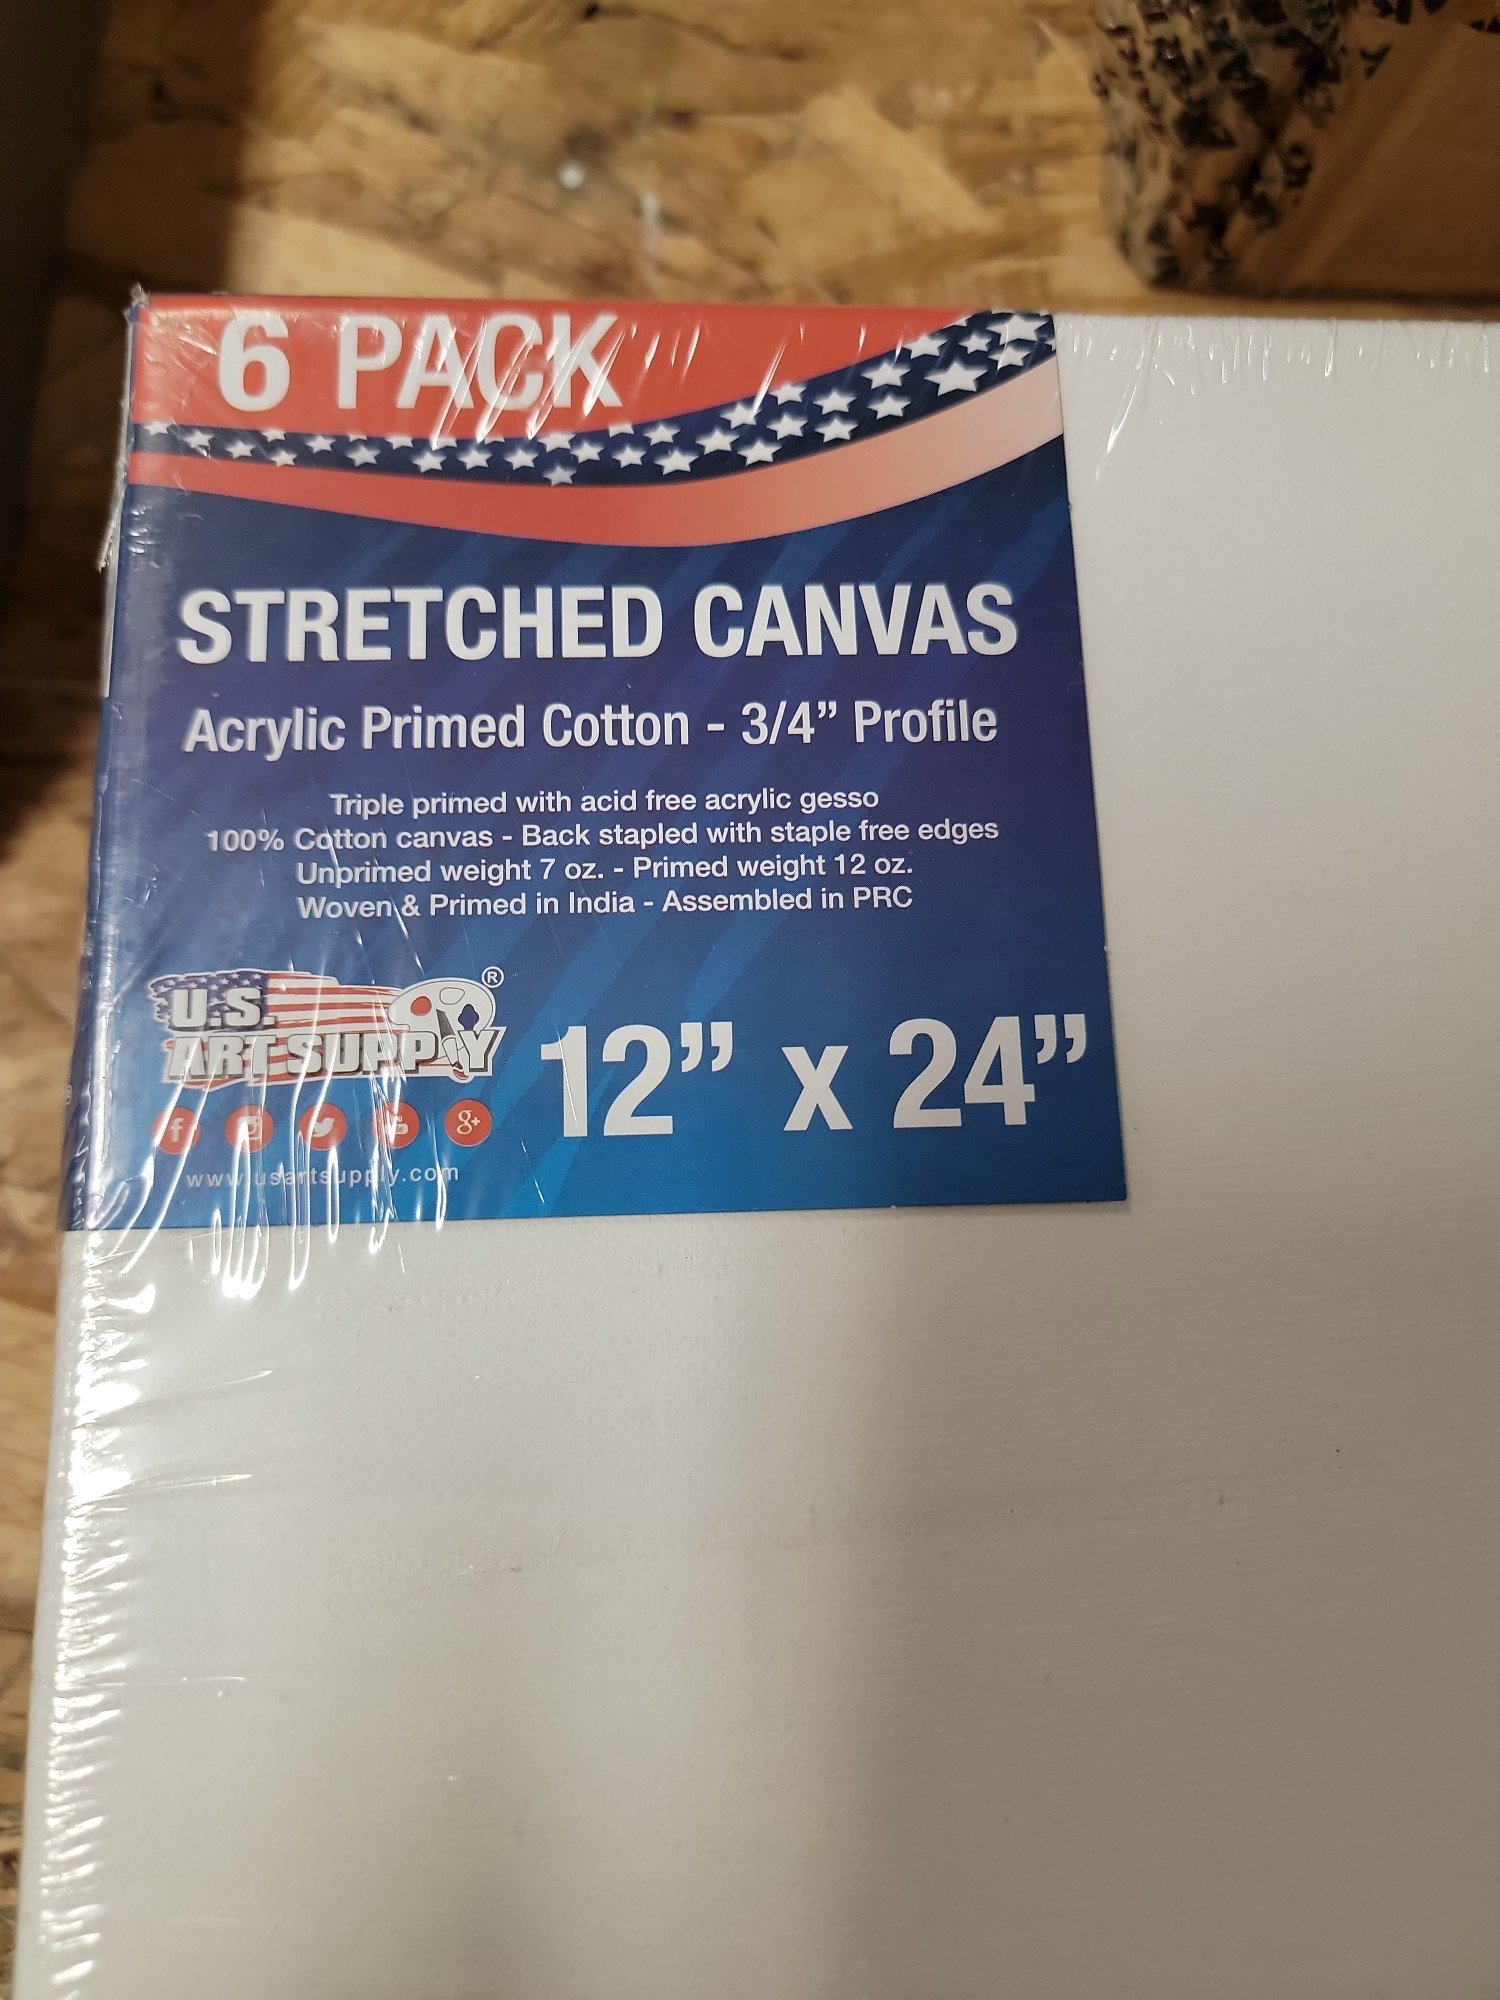 6 PACK
STRETCHED CANVAS
Acrylic Primed Cotton - 3/4” Profile
Triple primed with acid free acrylic gesso
100% Cotton canvas - Back stapled with staple free edges
Unprimed weight 7 oz. - Primed weight 12 oz.
Woven & Primed in India - Assembled in PRC
U.S.
ART SUPPLY ®
12” x 24”
www.usartsupply.com